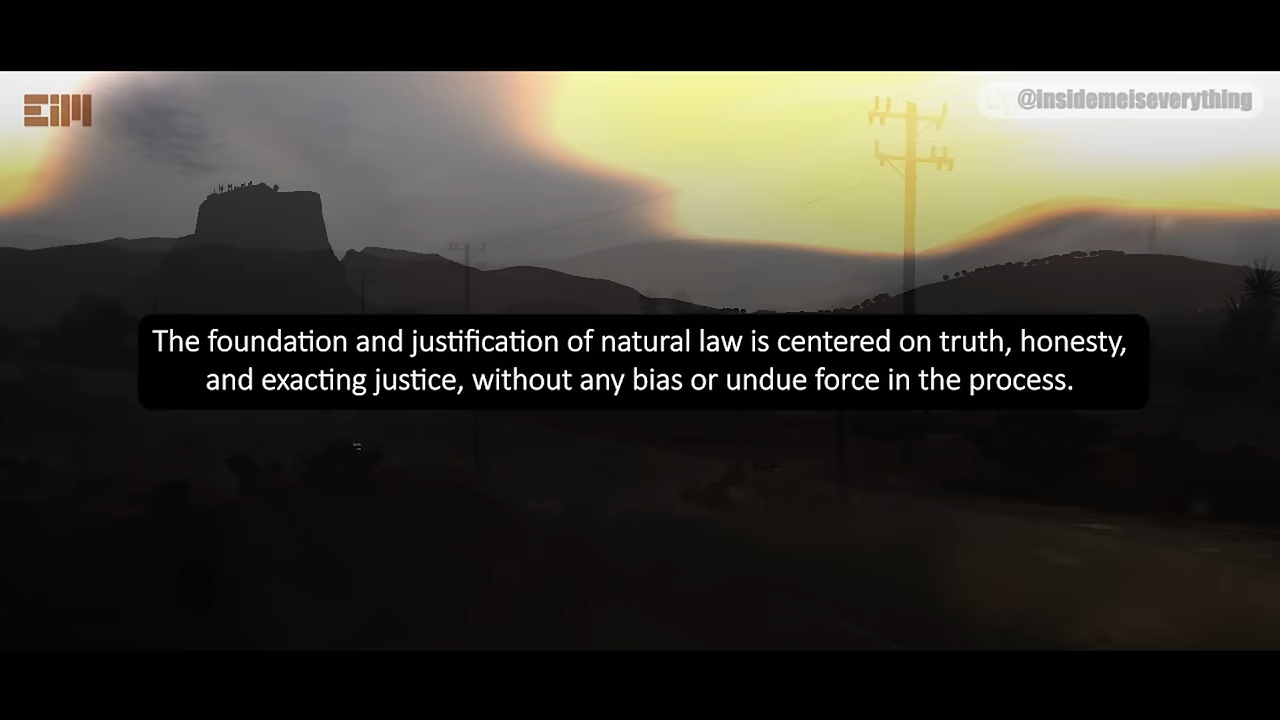 EiM
@insidemeiseverything
The foundation and justification of natural law is centered on truth, honesty,
and exacting justice, without any bias or undue force in the process.